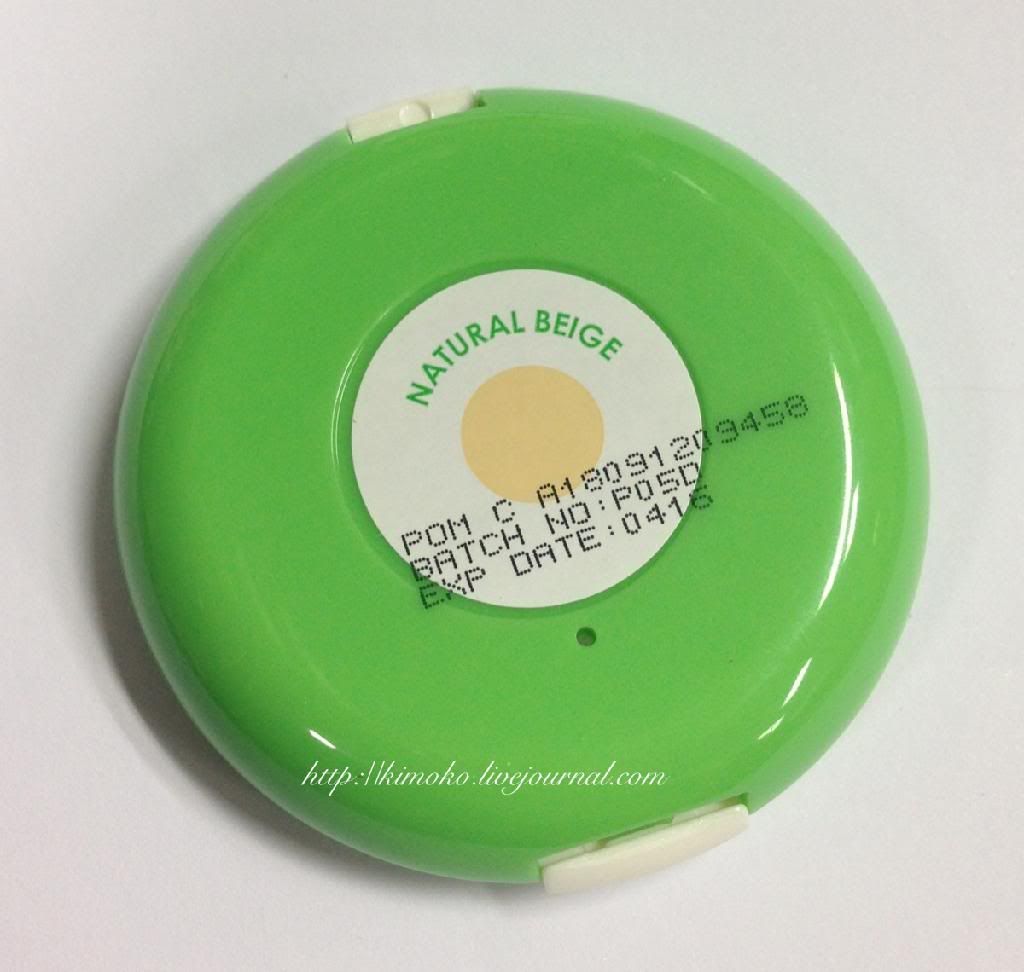 NATURAL BEIGE
POM C A18091209458
BATCH NO:P05D
EXP DATE:0416
http://kimoko.livejournal.com